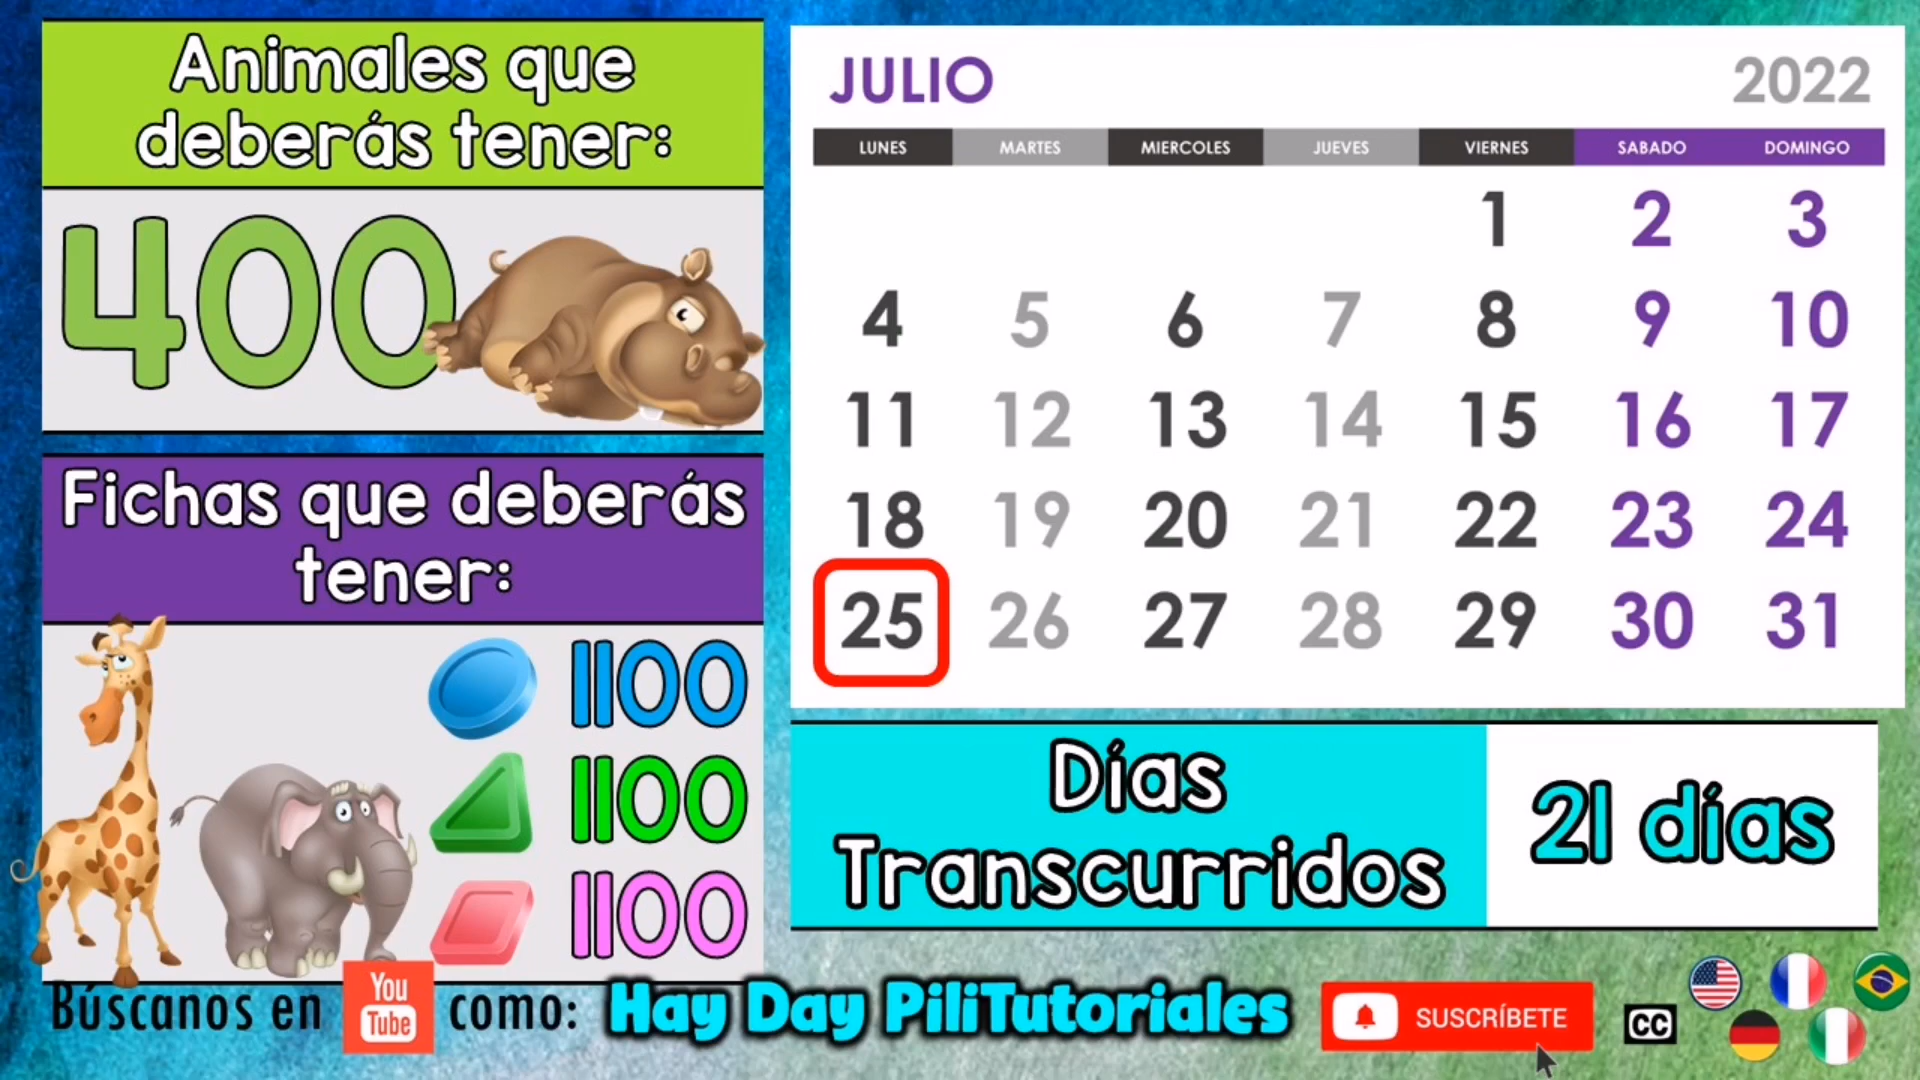 Animales que
deberás tener:
400
Fichas que deberás
tener:
1100
1100
1100
JULIO 2022
LUNES MARTES MIERCOLES JUEVES VIERNES SABADO DOMINGO
1 2 3
4 5 6 7 8 9 10
11 12 13 14 15 16 17
18 19 20 21 22 23 24
25 26 27 28 29 30 31
Días
Transcurridos
21 días
Búscanos en You Tube como: Hay Day PiliTutoriales
SUSCRÍBETE
CC